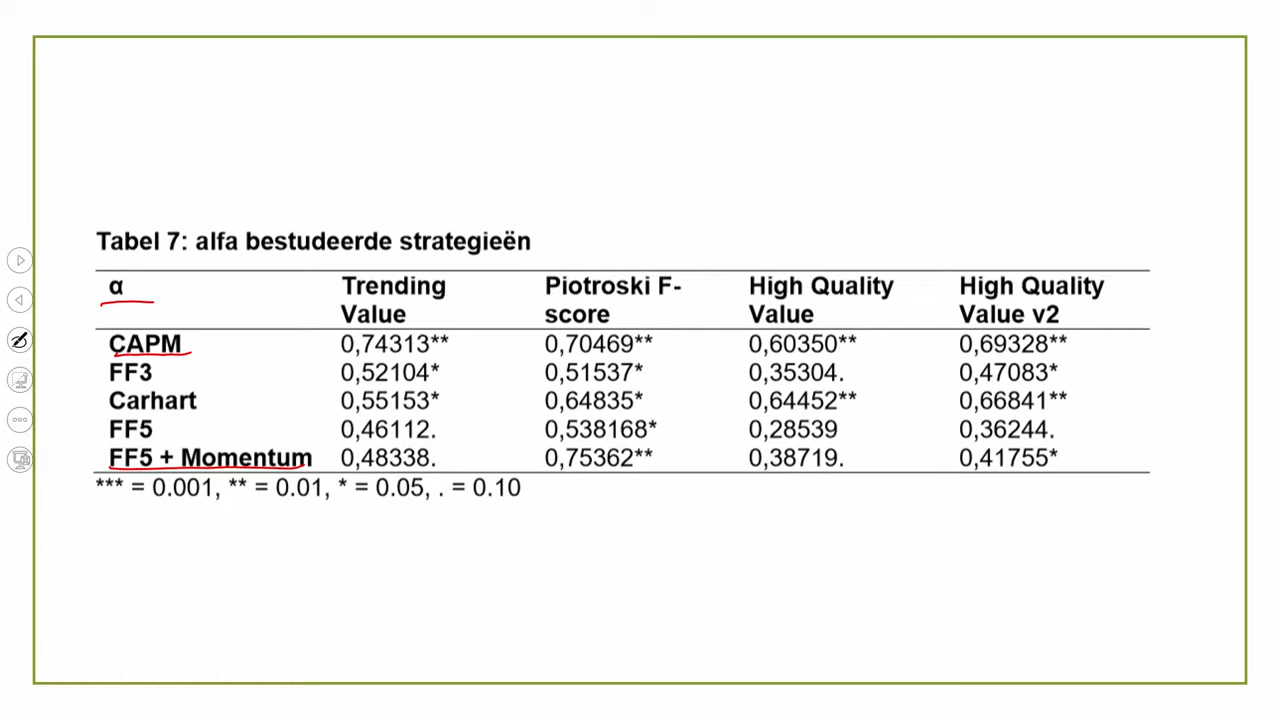 Tabel 7: alfa bestudeerde strategieën
α Trending Value Piotroski F-score High Quality Value High Quality Value v2
CAPM 0,74313** 0,70469** 0,60350** 0,69328**
FF3 0,52104* 0,51537* 0,35304. 0,47083*
Carhart 0,55153* 0,64835* 0,64452** 0,66841**
FF5 0,46112. 0,538168* 0,28539 0,36244.
FF5 + Momentum 0,48338. 0,75362** 0,38719. 0,41755*
*** = 0.001, ** = 0.01, * = 0.05, . = 0.10